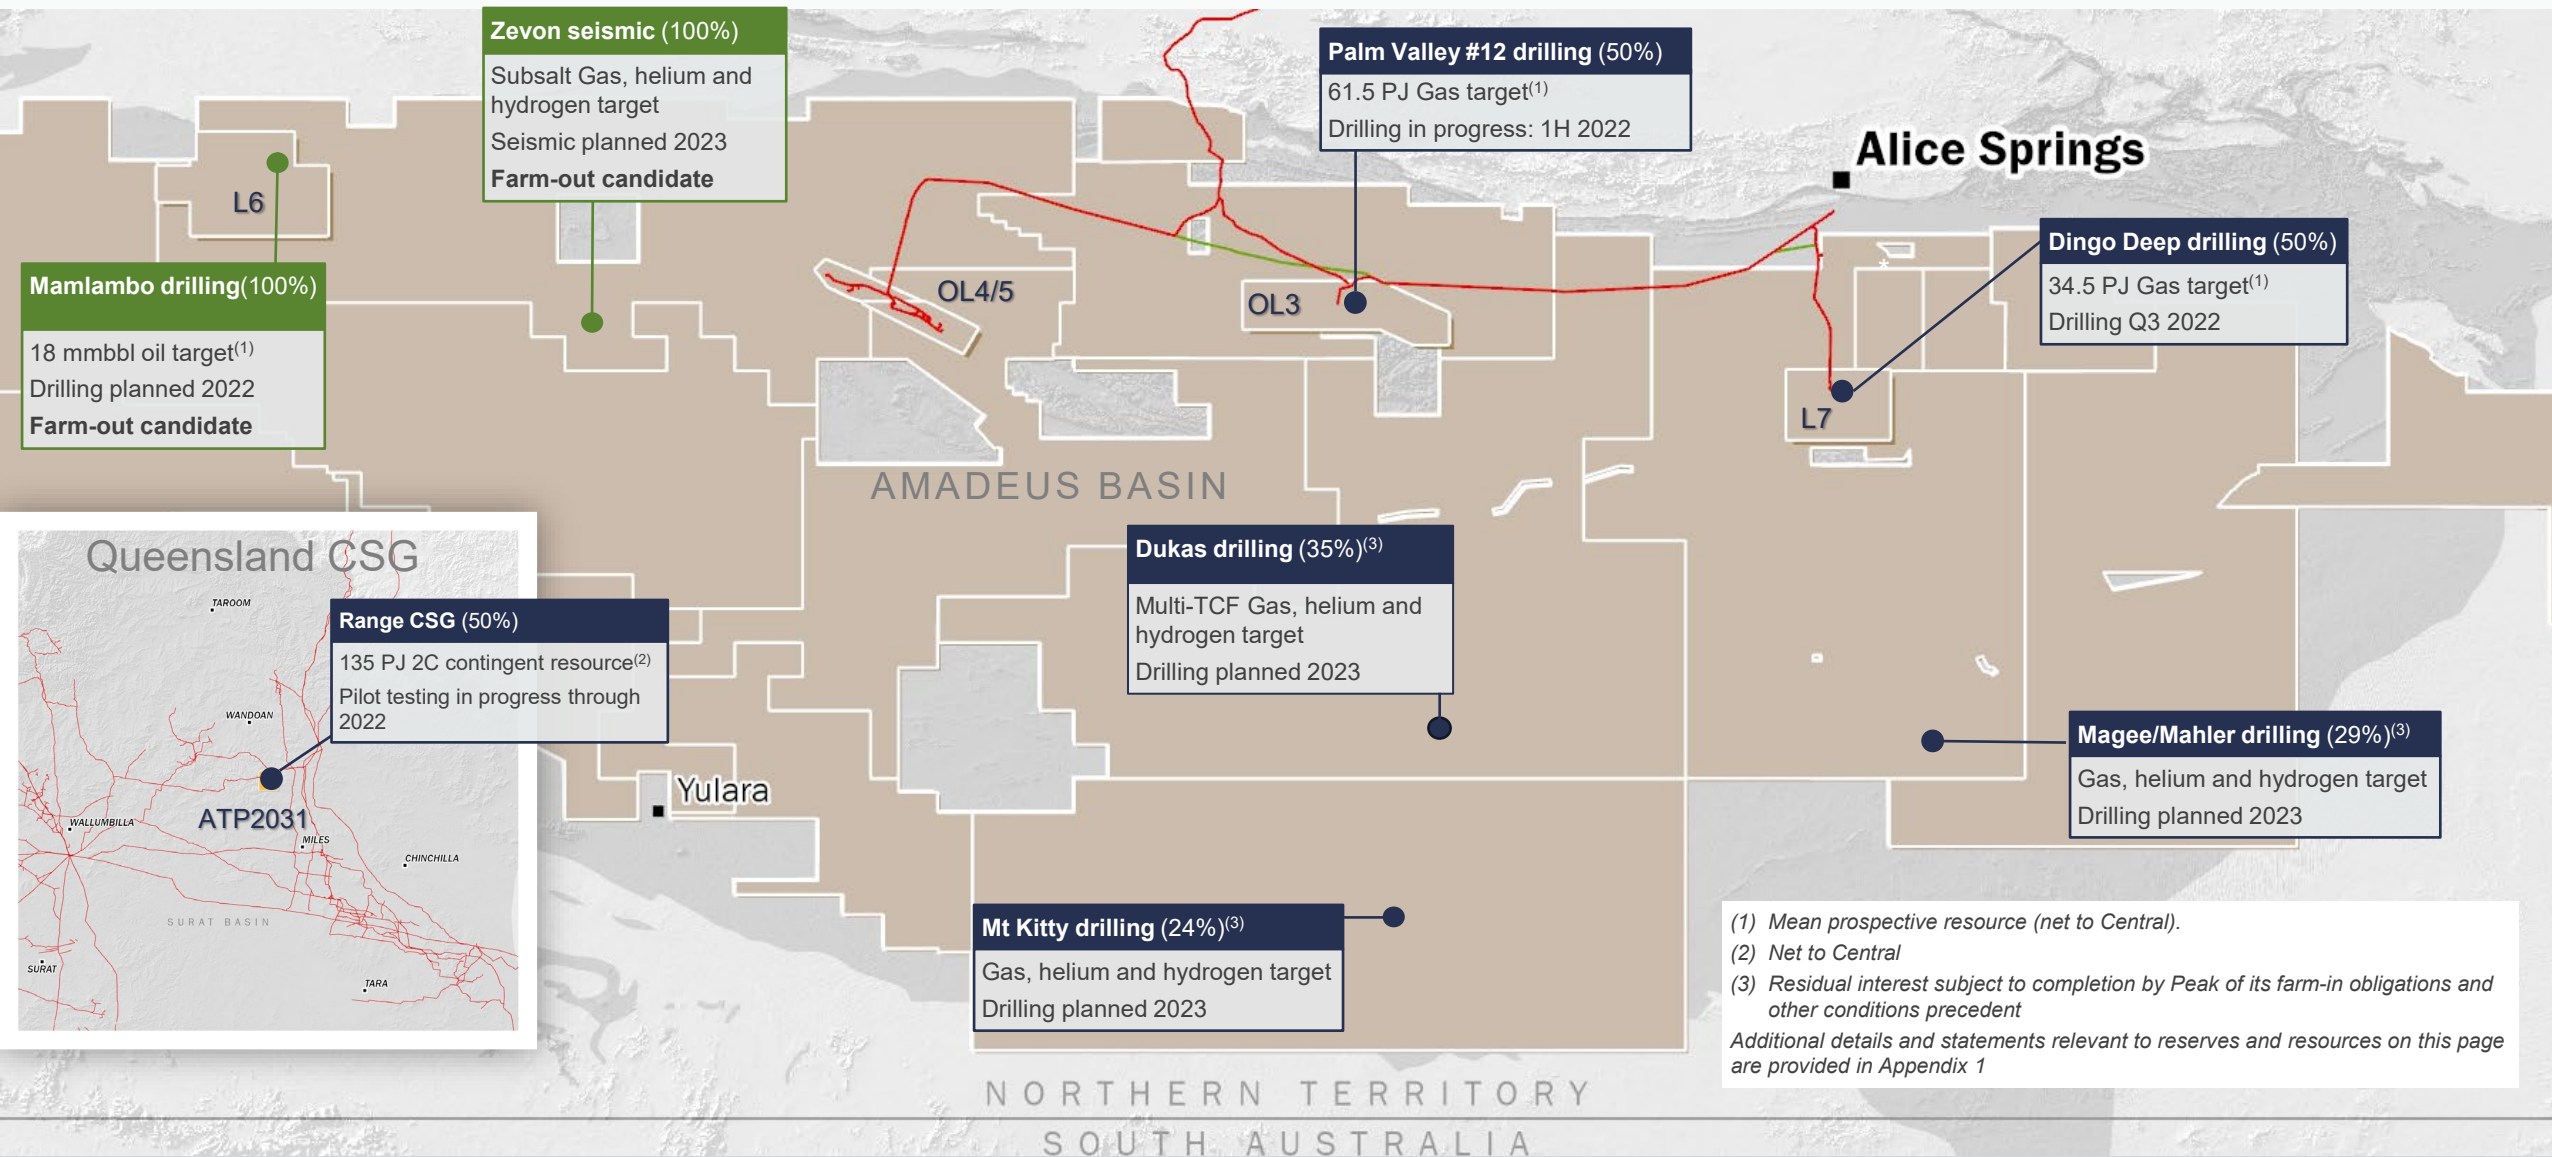 Zevon seismic (100%)
Subsalt Gas, helium and
hydrogen target
Seismic planned 2023
Farm-out candidate
Palm Valley #12 drilling (50%)
61.5 PJ Gas target(1)
Drilling in progress: 1H 2022
Alice Springs
L6
Mamlambo drilling(100%)
18 mmbbl oil target(1)
Drilling planned 2022
Farm-out candidate
OL4/5
OL3
Dingo Deep drilling (50%)
34.5 PJ Gas target(1)
Drilling Q3 2022
L7
AMADEUS BASIN
Queensland CSG
TAROOM
Range CSG (50%)
135 PJ 2C contingent resource(2)
Pilot testing in progress through
2022
WANDOAN
ATP2031
WALLUMBILLA
MILES
CHINCHILLA
SURAT BASIN
SURAT
TARA
Dukas drilling (35%)(3)
Multi-TCF Gas, helium and
hydrogen target
Drilling planned 2023
Yulara
Magee/Mahler drilling (29%)(3)
Gas, helium and hydrogen target
Drilling planned 2023
Mt Kitty drilling (24%)(3)
Gas, helium and hydrogen target
Drilling planned 2023
(1) Mean prospective resource (net to Central).
(2) Net to Central
(3) Residual interest subject to completion by Peak of its farm-in obligations and
other conditions precedent
Additional details and statements relevant to reserves and resources on this page
are provided in Appendix 1
NORTHERN TERRITORY
SOUTH AUSTRALIA